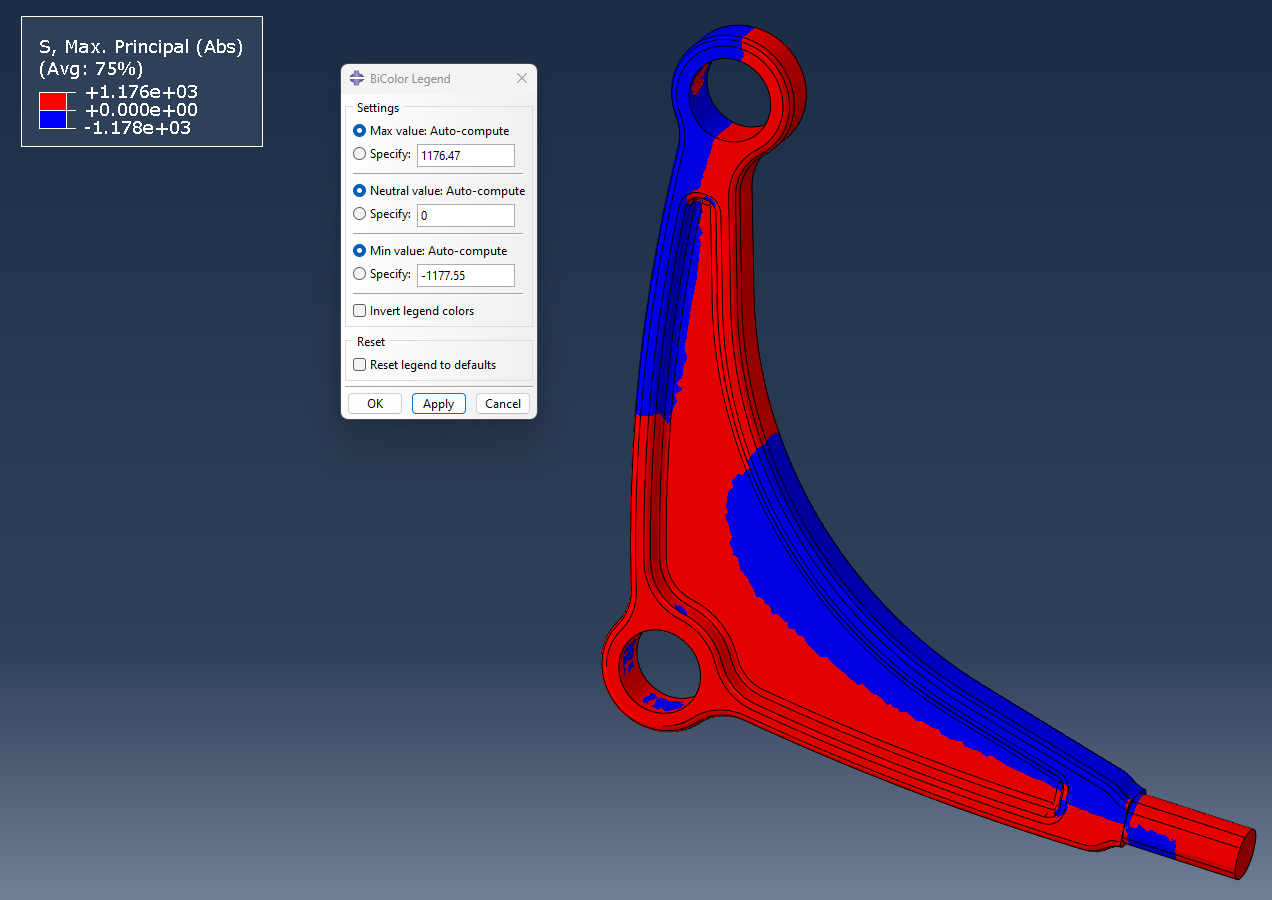 S, Max. Principal (Abs)
(Avg: 75%)
+1.176e+03
+0.000e+00
-1.178e+03
BiColor Legend
Settings
Max value: Auto-compute
Specify: 1176.47
Neutral value: Auto-compute
Specify: 0
Min value: Auto-compute
Specify: -1177.55
Invert legend colors
Reset
Reset legend to defaults
OK Apply Cancel